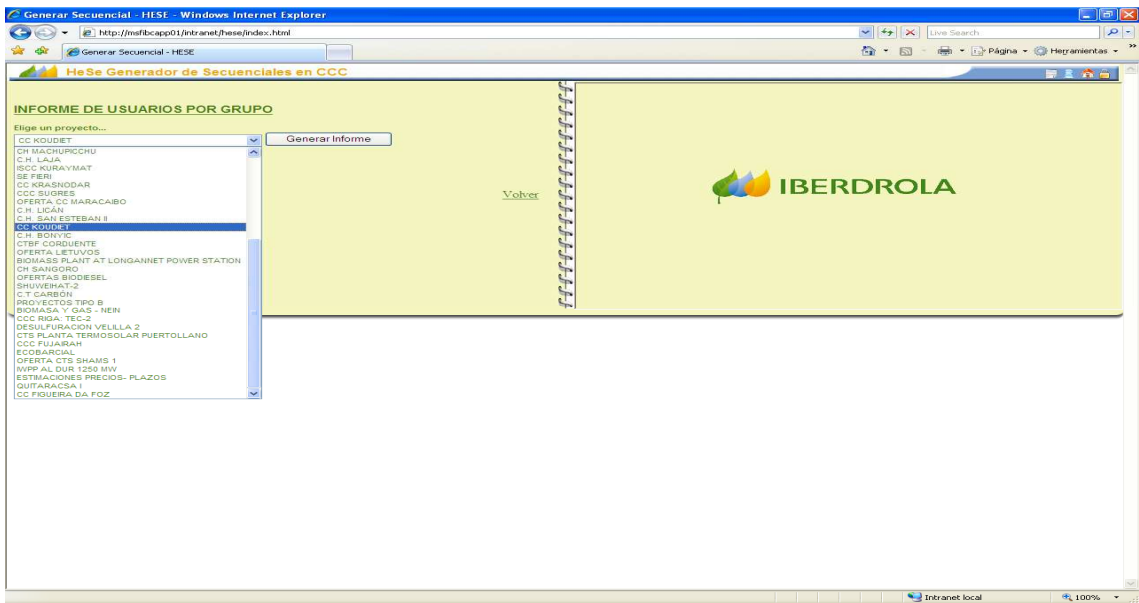 Generar Secuencial - HESE - Windows Internet Explorer
http://msfibcapp01/intranet/hese/index.html
Live Search
Generar Secuencial - HESE
Página
Herramientas
HeSe Generador de Secuenciales en CCC
INFORME DE USUARIOS POR GRUPO
Elige un proyecto...
CC KOUDIET
Generar Informe
CH MACHUPICCHU
C.H. LAJA
ISCC KURAYMAT
SE FIERI
CC KRASNODAR
CCC SUGRES
OFERTA CC MARACAIBO
C.H. LICÁN
C.H. SAN ESTEBAN II
CC KOUDIET
C.H. BONYIC
CTBF CORDUENTE
OFERTA LIETUVOS
BIOMASS PLANT AT LONGANNET POWER STATION
CH SANGORO
OFERTAS BIODIESEL
SHUWEIHAT-2
C.T CARBÓN
PROYECTOS TIPO B
BIOMASA Y GAS - NEIN
CCC RIGA: TEC-2
DESULFURACION VELILLA 2
CTS PLANTA TERMOSOLAR PUERTOLLANO
CCC FUJAIRAH
ECOBARCIAL
OFERTA CTS SHAMS 1
IWPP AL DUR 1250 MW
ESTIMACIONES PRECIOS- PLAZOS
QUITARACSA I
CC FIGUEIRA DA FOZ
Volver
IBERDROLA
Intranet local
100%